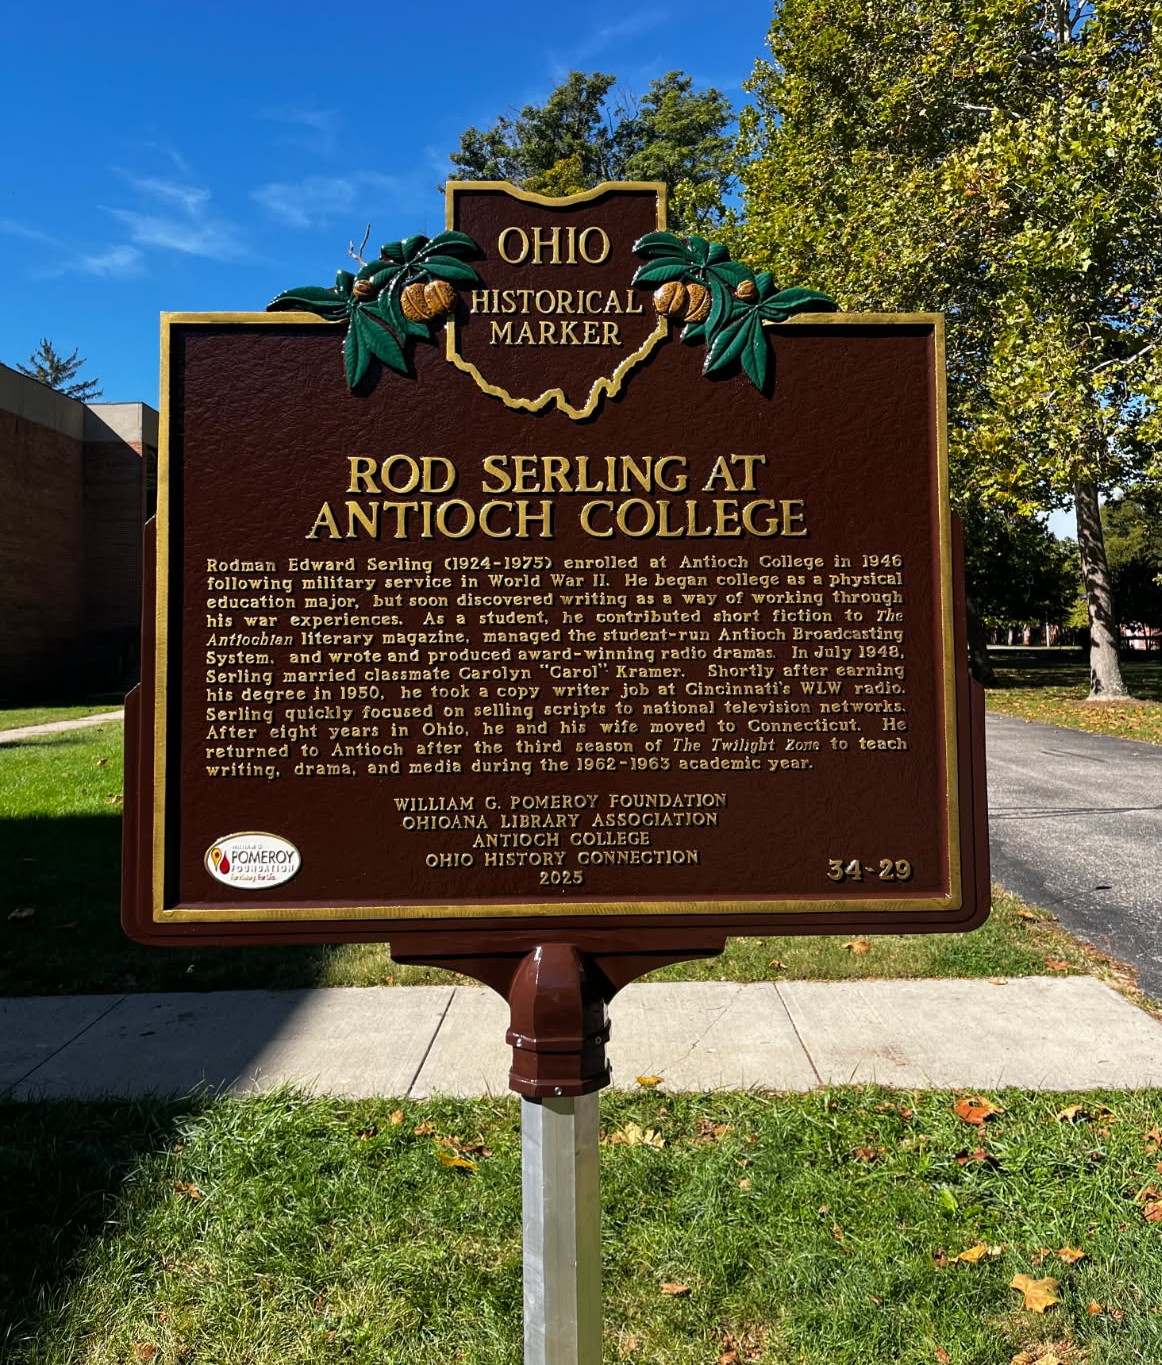 OHIO
HISTORICAL
MARKER
ROD SERLING AT
ANTIOCH COLLEGE
Rodman Edward Serling (1924-1975) enrolled at Antioch College in 1946
following military service in World War II. He began college as a physical
education major, but soon discovered writing as a way of working through
his war experiences. As a student, he contributed short fiction to The
Antiochian literary magazine, managed the student-run Antioch Broadcasting
System, and wrote and produced award-winning radio dramas. In July 1948,
Serling married classmate Carolyn "Carol" Kramer. Shortly after earning
his degree in 1950, he took a copy writer job at Cincinnati's WLW radio.
Serling quickly focused on selling scripts to national television networks.
After eight years in Ohio, he and his wife moved to Connecticut. He
returned to Antioch after the third season of The Twilight Zone to teach
writing, drama, and media during the 1962-1963 academic year.
WILLIAM G. POMEROY FOUNDATION
OHIOANA LIBRARY ASSOCIATION
ANTIOCH COLLEGE
OHIO HISTORY CONNECTION
2025
WILLIAM G.
POMEROY
FOUNDATION
34-29